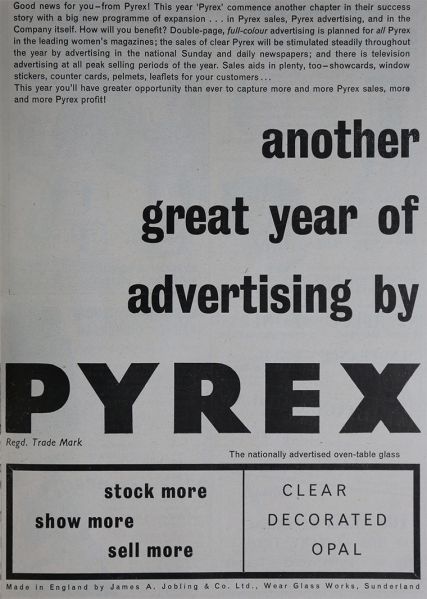 Good news for you–from Pyrex! This year 'Pyrex' commence another chapter in their success
story with a big new programme of expansion . . . in Pyrex sales, Pyrex advertising, and in the
Company itself. How will you benefit? Double-page, full-colour advertising is planned for all Pyrex
in the leading women's magazines; the sales of clear Pyrex will be stimulated steadily throughout
the year by advertising in the national Sunday and daily newspapers; and there is television
advertising at all peak selling periods of the year. Sales aids in plenty, too–showcards, window
stickers, counter cards, pelmets, leaflets for your customers . . .
This year you'll have greater opportunity than ever to capture more and more Pyrex sales, more
and more Pyrex profit!
another
great year of
advertising by
PYREX
Regd. Trade Mark
The nationally advertised oven-table glass
stock more
show more
sell more
CLEAR
DECORATED
OPAL
Made in England by James A. Jobling & Co. Ltd., Wear Glass Works, Sunderland